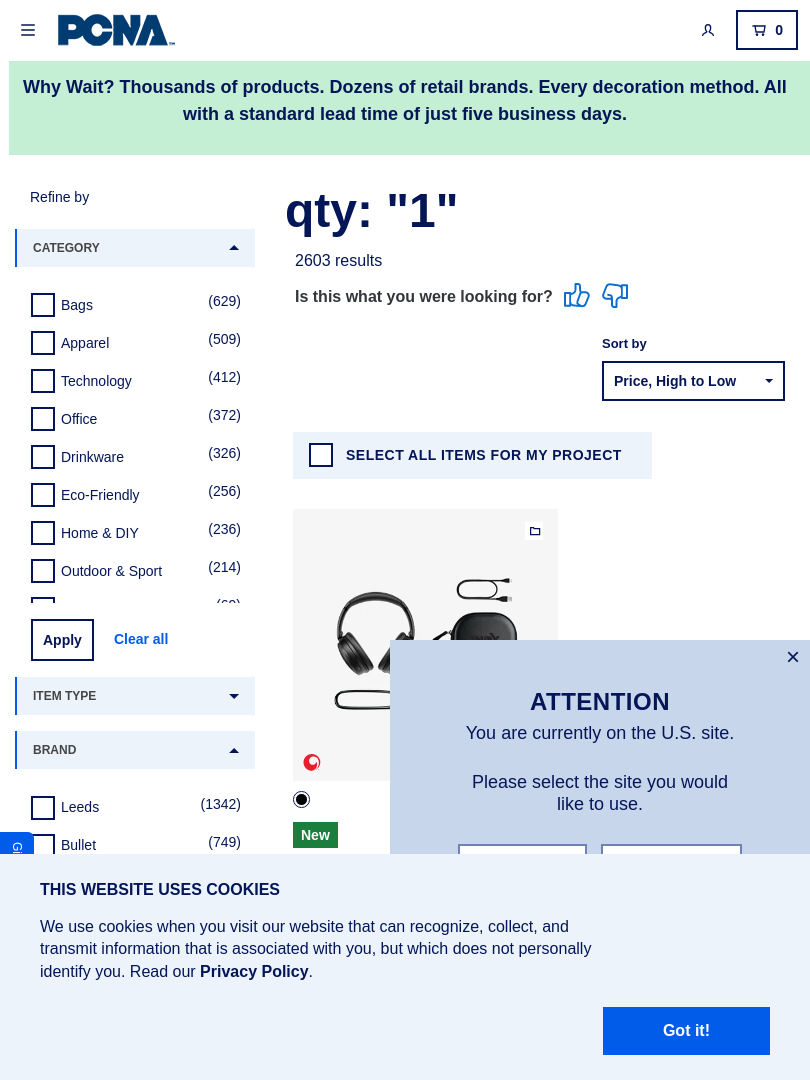 PCNA
0
Why Wait? Thousands of products. Dozens of retail brands. Every decoration method. All
with a standard lead time of just five business days.
Refine by
qty: "1"
CATEGORY
2603 results
Is this what you were looking for?
Bags (629)
Apparel (509)
Technology (412)
Office (372)
Drinkware (326)
Eco-Friendly (256)
Home & DIY (236)
Outdoor & Sport (214)
Sort by
Price, High to Low
SELECT ALL ITEMS FOR MY PROJECT
Apply
Clear all
ITEM TYPE
BRAND
Leeds (1342)
Bullet (749)
New
ATTENTION
You are currently on the U.S. site.
Please select the site you would
like to use.
THIS WEBSITE USES COOKIES
We use cookies when you visit our website that can recognize, collect, and
transmit information that is associated with you, but which does not personally
identify you. Read our Privacy Policy.
Got it!